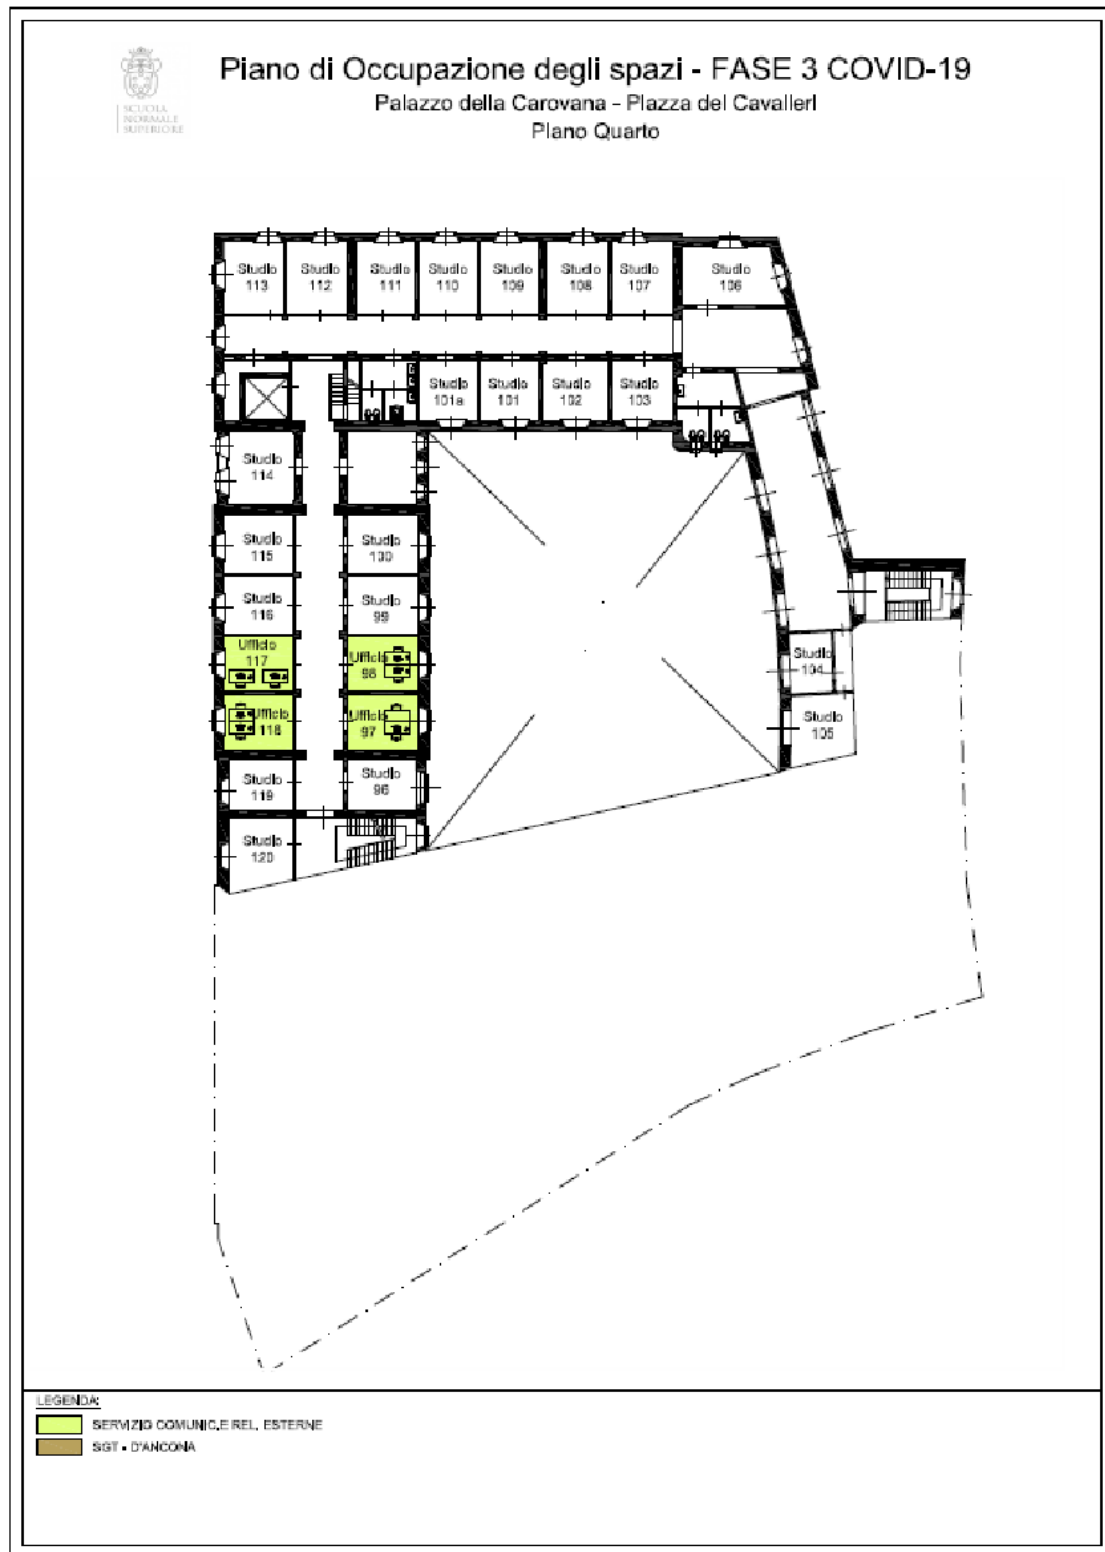 SCUOLA
NORMALE
SUPERIORE
Piano di Occupazione degli spazi - FASE 3 COVID-19
Palazzo della Carovana - Piazza dei Cavalieri
Piano Quarto
Studio 113
Studio 112
Studio 111
Studio 110
Studio 109
Studio 108
Studio 107
Studio 106
Studio 101a
Studio 101
Studio 102
Studio 103
Studio 114
Studio 115
Studio 100
Studio 116
Studio 99
Ufficio 117
Ufficio 98
Ufficio 118
Ufficio 97
Studio 104
Studio 105
Studio 119
Studio 96
Studio 120
LEGENDA:
SERVIZIO COMUNIC.E REL. ESTERNE
SGT - D'ANCONA